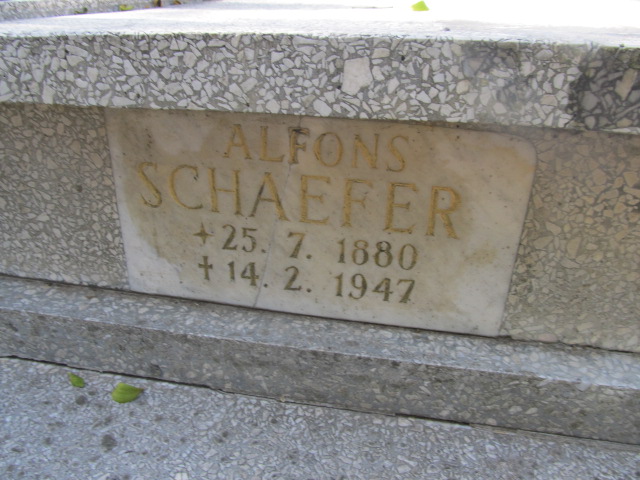 ALFONS
SCHAEFER
+ 25. 7. 1880
† 14. 2. 1947